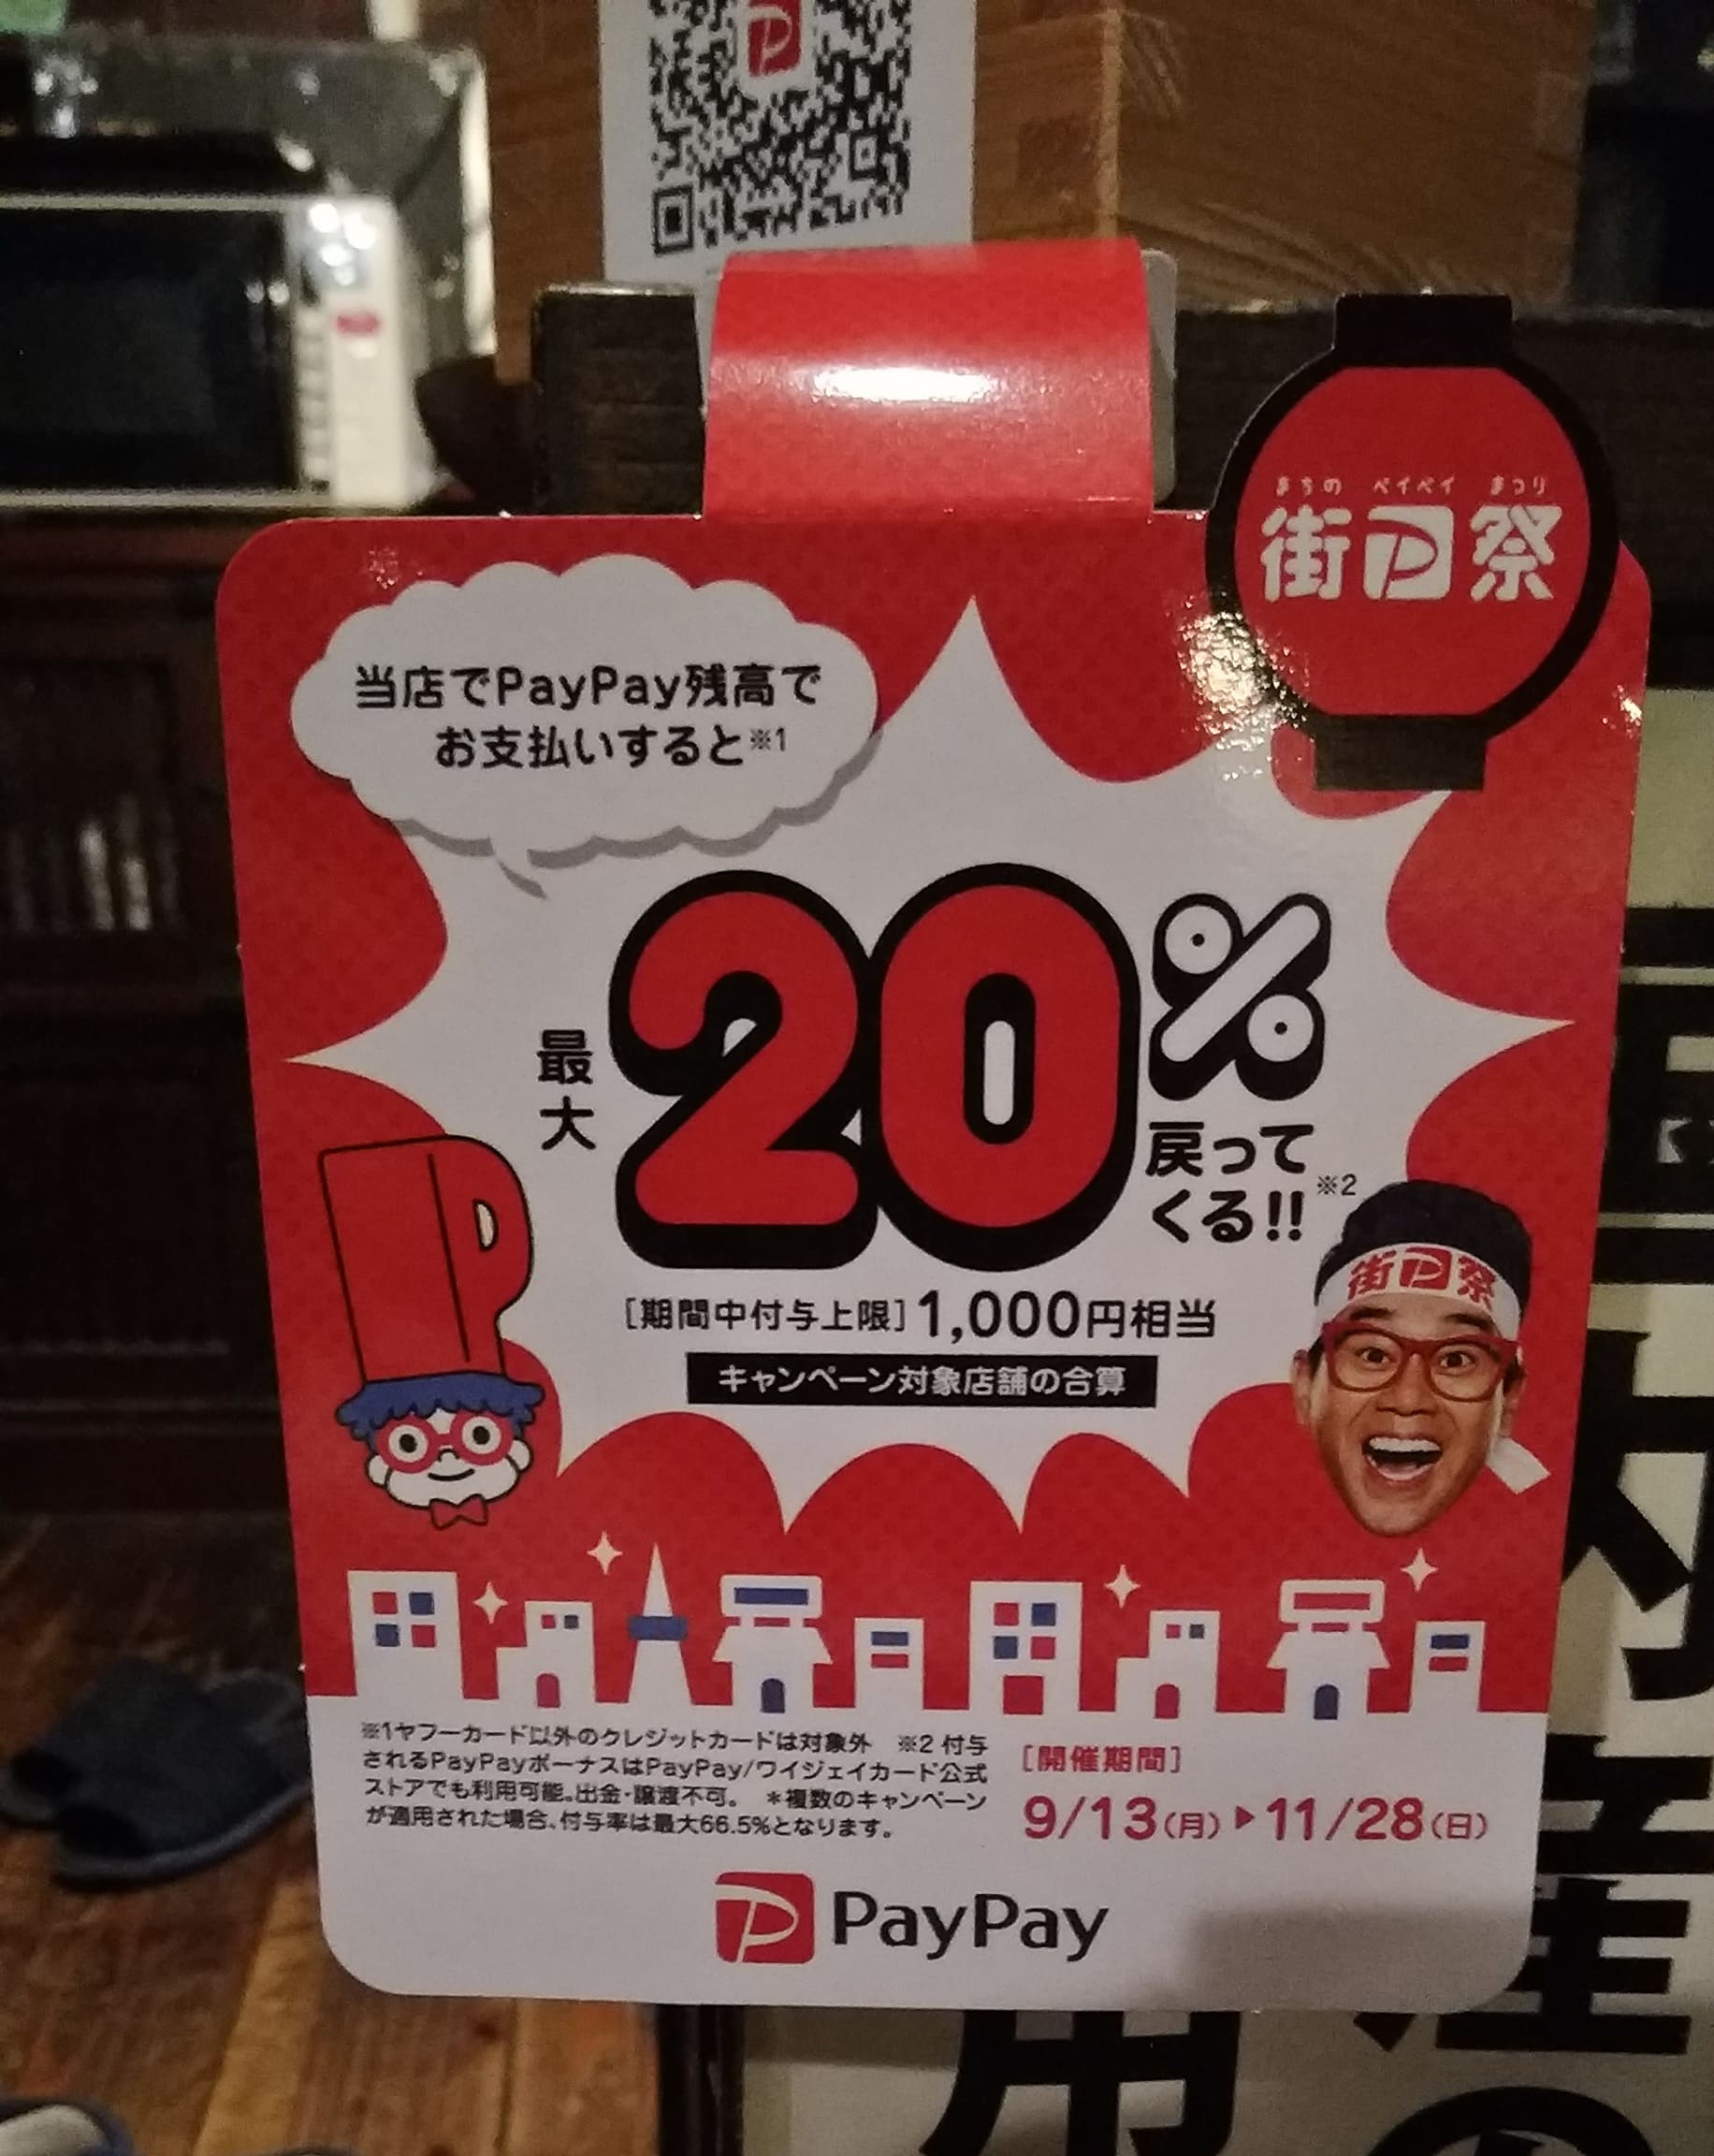 まちの ペイペイ まつり
街P祭
当店でPayPay残高で
お支払いすると※1
最大
20%
戻って
くる!!※2
[期間中付与上限]1,000円相当
キャンペーン対象店舗の合算
街P祭
※1ヤフーカード以外のクレジットカードは対象外 ※2 付与
されるPayPayボーナスはPayPay/ワイジェイカード公式
ストアでも利用可能。出金・譲渡不可。 *複数のキャンペーン
が適用された場合、付与率は最大66.5%となります。
[開催期間]
9/13(月)▶11/28(日)
PayPay